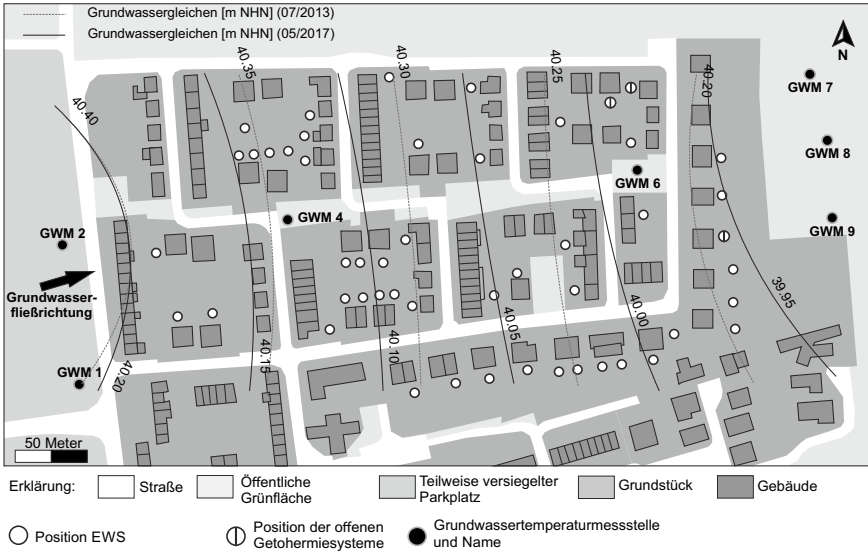 Grundwassergleichen [m NHN] (07/2013)
Grundwassergleichen [m NHN] (05/2017)
N
40.40
40.35
40.30
40.25
40.20
GWM 7
GWM 8
GWM 9
GWM 6
GWM 4
GWM 2
Grundwasser-
fließrichtung
GWM 1
40.20
40.15
40.10
40.05
40.00
39.95
50 Meter
Erklärung:
Straße
Öffentliche
Grünfläche
Teilweise versiegelter
Parkplatz
Grundstück
Gebäude
Position EWS
Position der offenen
Getohermiesysteme
Grundwassertemperaturmessstelle
und Name